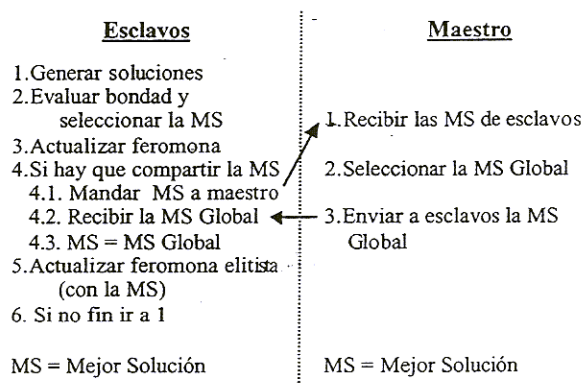 Esclavos
1.Generar soluciones
2.Evaluar bondad y
seleccionar la MS
3.Actualizar feromona
4.Si hay que compartir la MS
4.1. Mandar MS a maestro
4.2. Recibir la MS Global
4.3. MS = MS Global
5.Actualizar feromona elitista
(con la MS)
6. Si no fin ir a 1
MS = Mejor Solución
Maestro
1.Recibir las MS de esclavos
2.Seleccionar la MS Global
3.Enviar a esclavos la MS
Global
MS = Mejor Solución